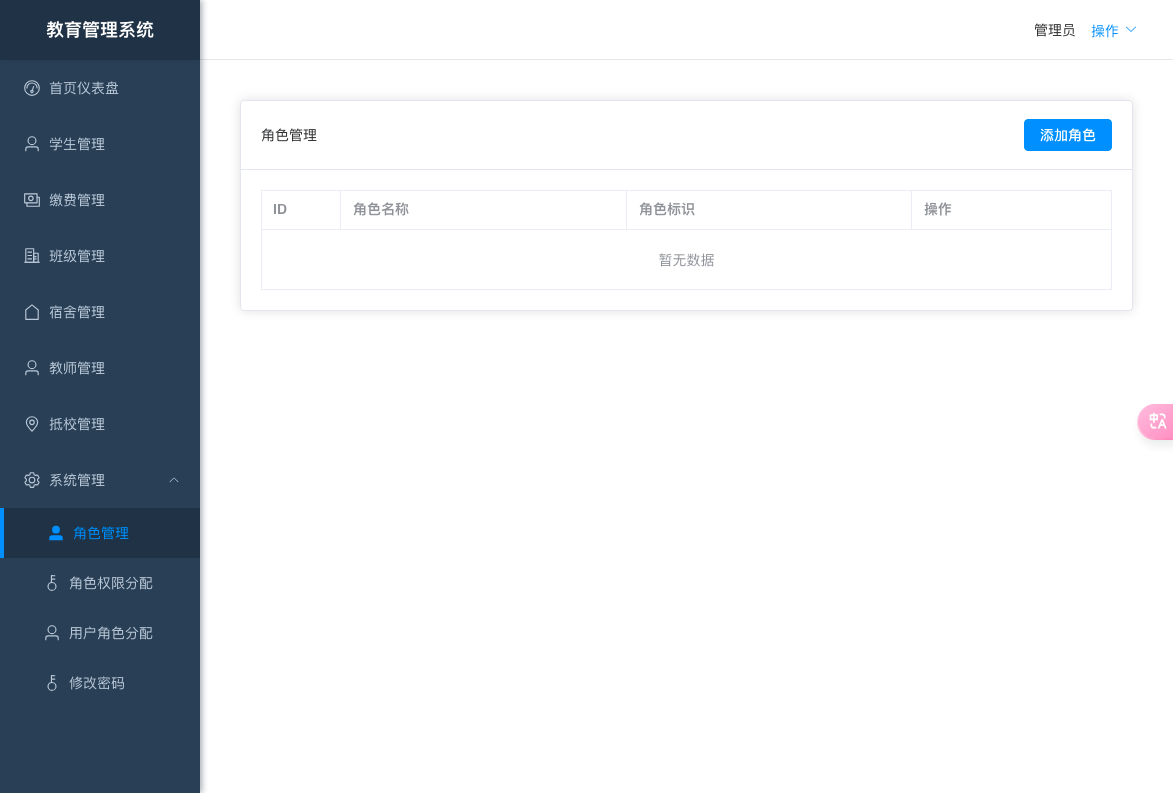 教育管理系统
管理员 操作
首页仪表盘
学生管理
缴费管理
班级管理
宿舍管理
教师管理
抵校管理
系统管理
角色管理
角色权限分配
用户角色分配
修改密码
角色管理 添加角色
ID 角色名称 角色标识 操作
暂无数据
中 A